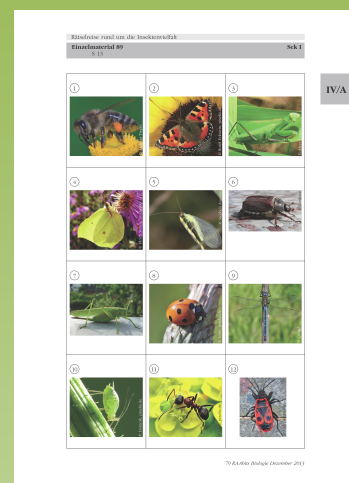 Rätselreise rund um die Insektenvielfalt
Einzelmaterial 89 Sek I
S 13
IV/A
1 2 3
4 5 6
7 8 9
10 11 12
79 RAAbits Biologie Dezember 2013